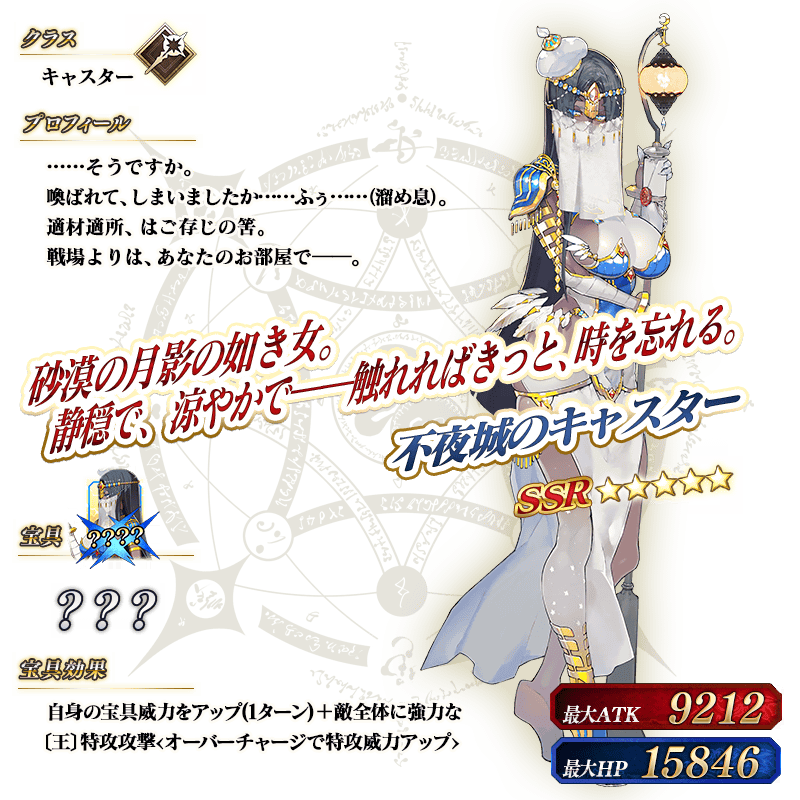 クラス
キャスター
プロフィール
……そうですか。
喚ばれて、しまいましたか……ふぅ……(溜め息)。
適材適所、はご存じの筈。
戦場よりは、あなたのお部屋で――。
砂漠の月影の如き女。
静穏で、涼やかで――触れればきっと、時を忘れる。
不夜城のキャスター
SSR ☆☆☆☆☆
宝具
????
???
宝具効果
自身の宝具威力をアップ(1ターン)+敵全体に強力な
〔王〕特攻攻撃<オーバーチャージで特攻威力アップ>
最大ATK 9212
最大HP 15846